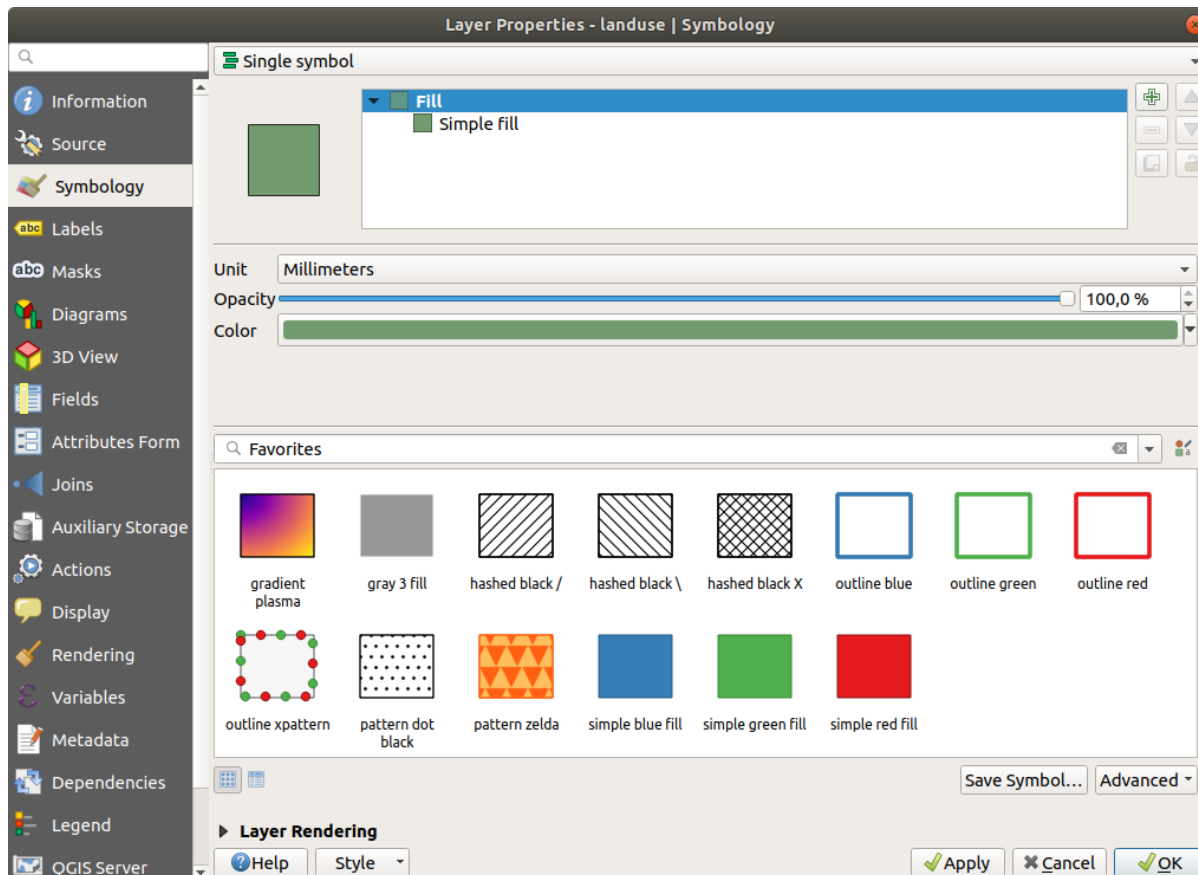 Layer Properties - landuse | Symbology
Information
Source
Symbology
abc Labels
abc Masks
Diagrams
3D View
Fields
Attributes Form
Joins
Auxiliary Storage
Actions
Display
Rendering
Variables
Metadata
Dependencies
Legend
QGIS Server
Single symbol
Fill
Simple fill
Unit Millimeters
Opacity 100,0 %
Color
Favorites
gradient
plasma
gray 3 fill
hashed black /
hashed black \
hashed black X
outline blue
outline green
outline red
outline xpattern
pattern dot
black
pattern zelda
simple blue fill
simple green fill
simple red fill
Save Symbol... Advanced
Layer Rendering
Help Style Apply Cancel OK